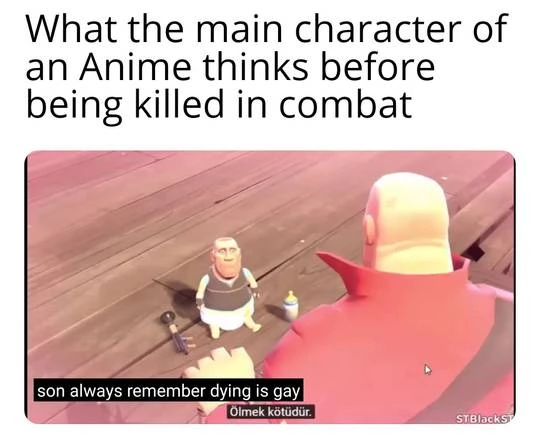 What the main character of
an Anime thinks before
being killed in combat
son always remember dying is gay
Ölmek kötüdür.
STBlackST